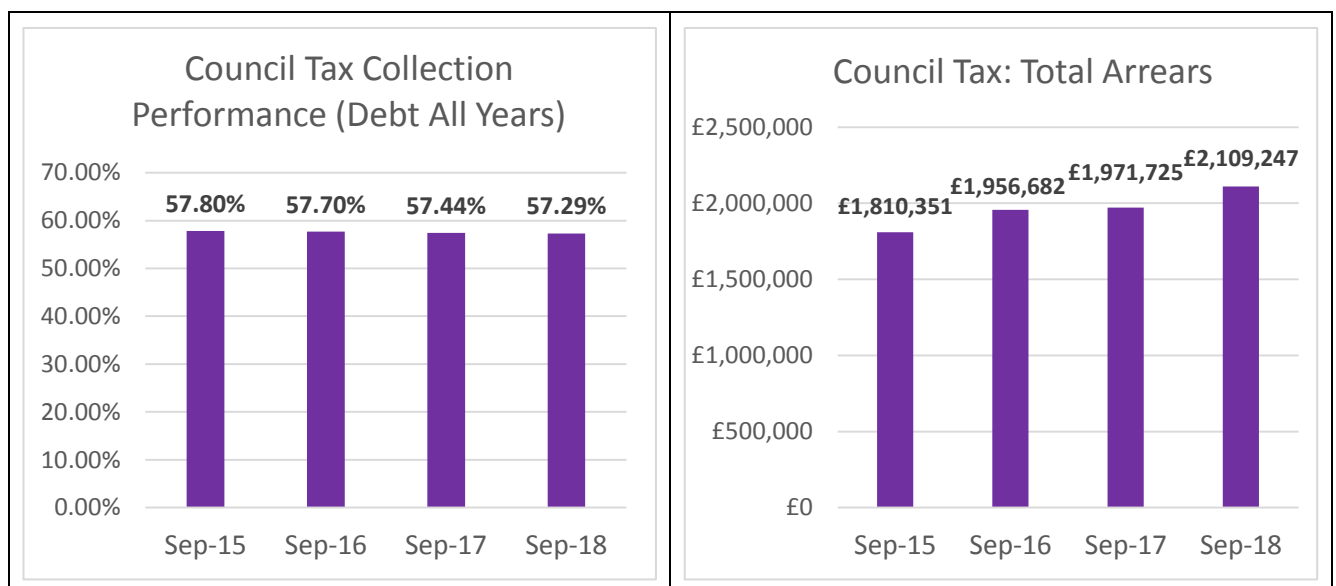 Council Tax Collection
Performance (Debt All Years)
70.00%
60.00%
50.00%
40.00%
30.00%
20.00%
10.00%
0.00%
57.80%
57.70%
57.44%
57.29%
Sep-15
Sep-16
Sep-17
Sep-18
Council Tax: Total Arrears
£2,500,000
£2,000,000
£1,500,000
£1,000,000
£500,000
£0
£1,810,351
£1,956,682
£1,971,725
£2,109,247
Sep-15
Sep-16
Sep-17
Sep-18